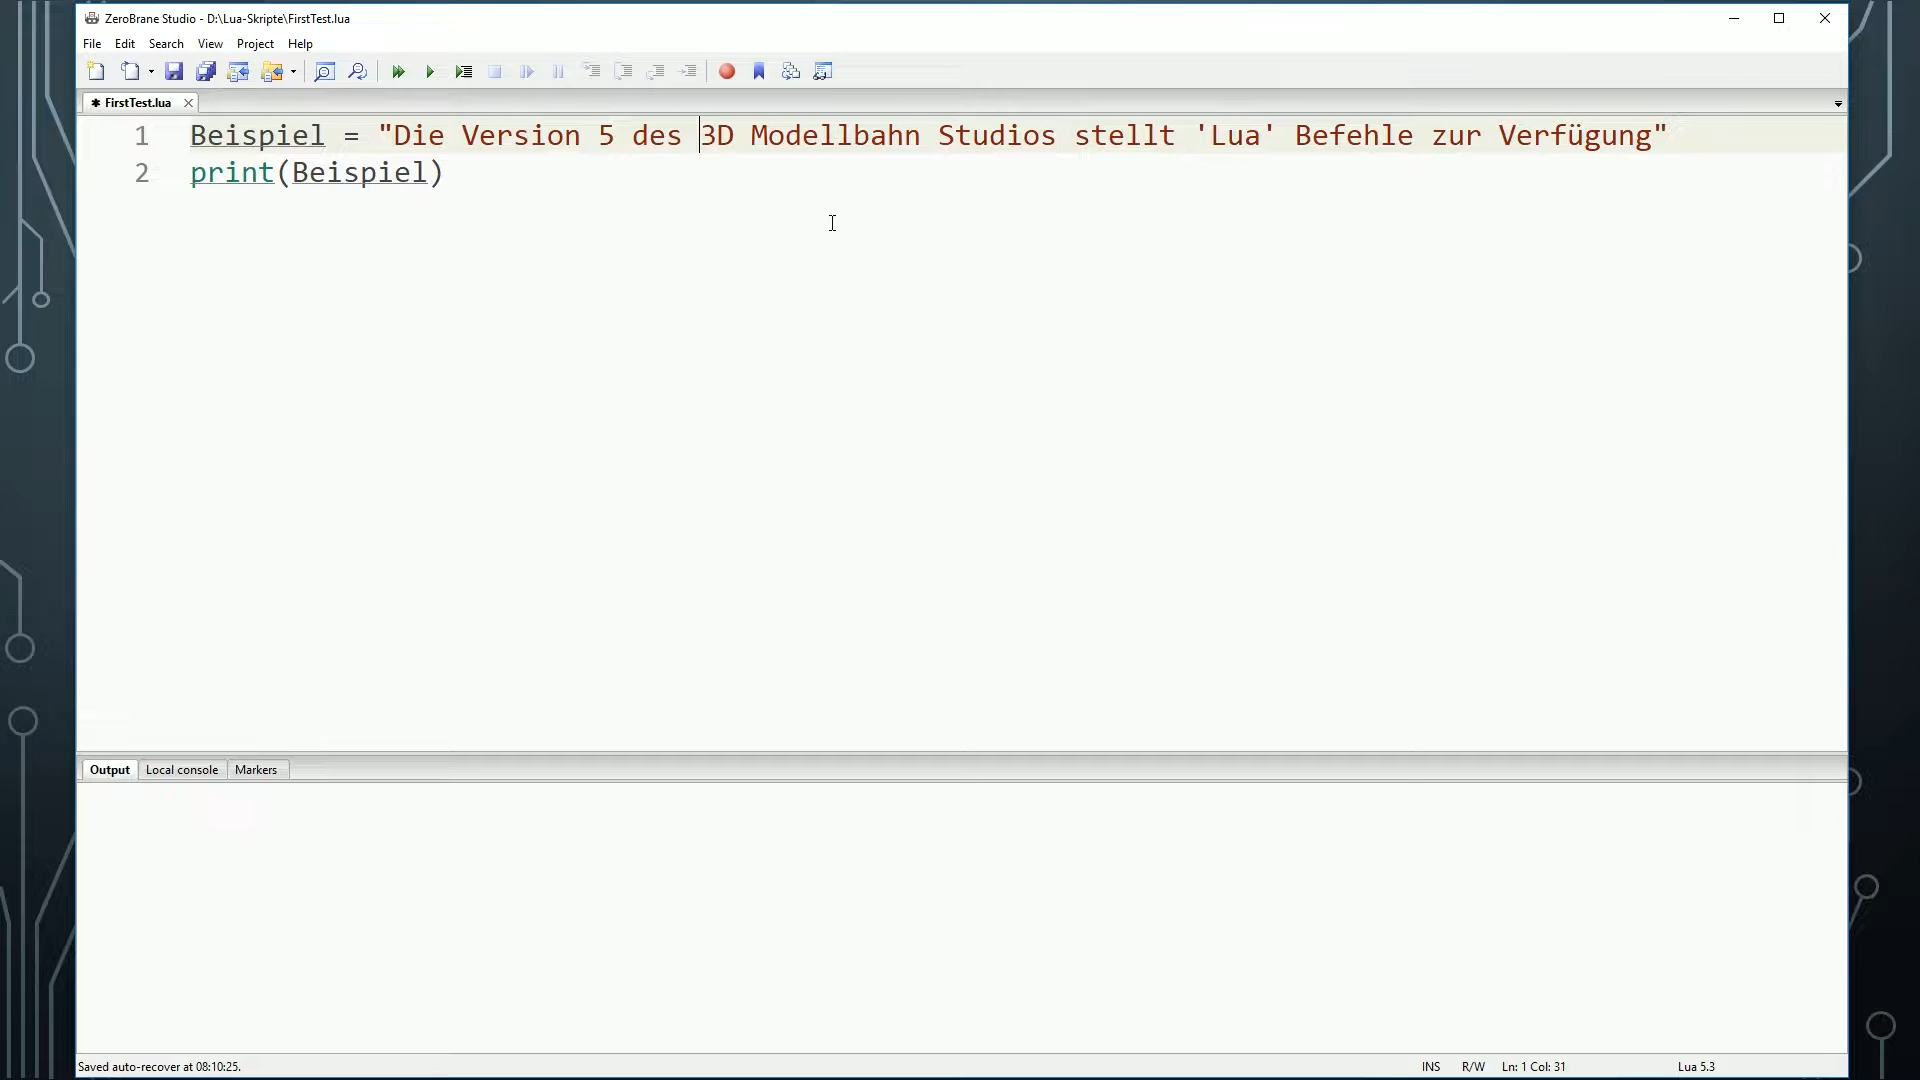 ZeroBrane Studio - D:\Lua-Skripte\FirstTest.lua
File Edit Search View Project Help
✱ FirstTest.lua
1 Beispiel = "Die Version 5 des 3D Modellbahn Studios stellt 'Lua' Befehle zur Verfügung"
2 print(Beispiel)
Output Local console Markers
Saved auto-recover at 08:10:25. INS R/W Ln: 1 Col: 31 Lua 5.3